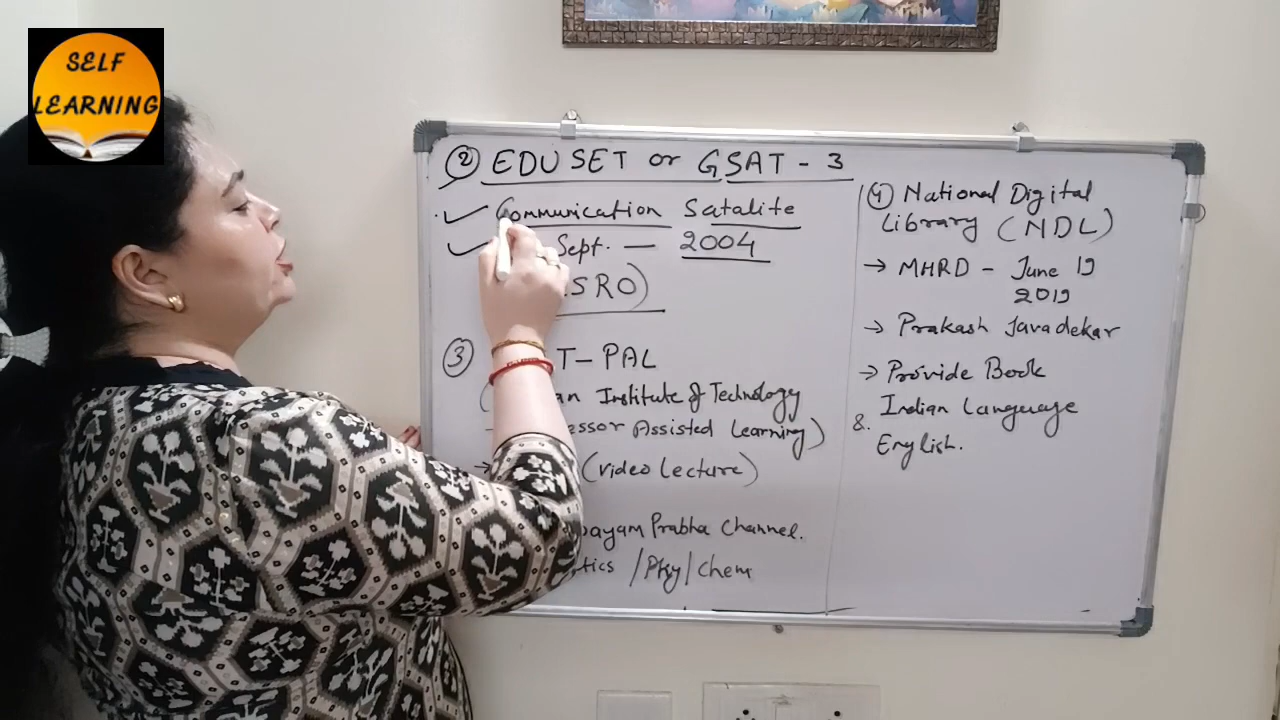 SELF
LEARNING
② EDUSET or GSAT - 3
Communication Satalite
Sept. — 2004
SRO)
③ T-PAL
Institute of Technology
Assisted Learning)
→ (Video Lecture)
Prabha Channel.
/Phy/Chem
④ National Digital
Library (NDL)
→ MHRD - June 19
2019
→ Prakash Javadekar
→ Provide Book
Indian Language
&
English.